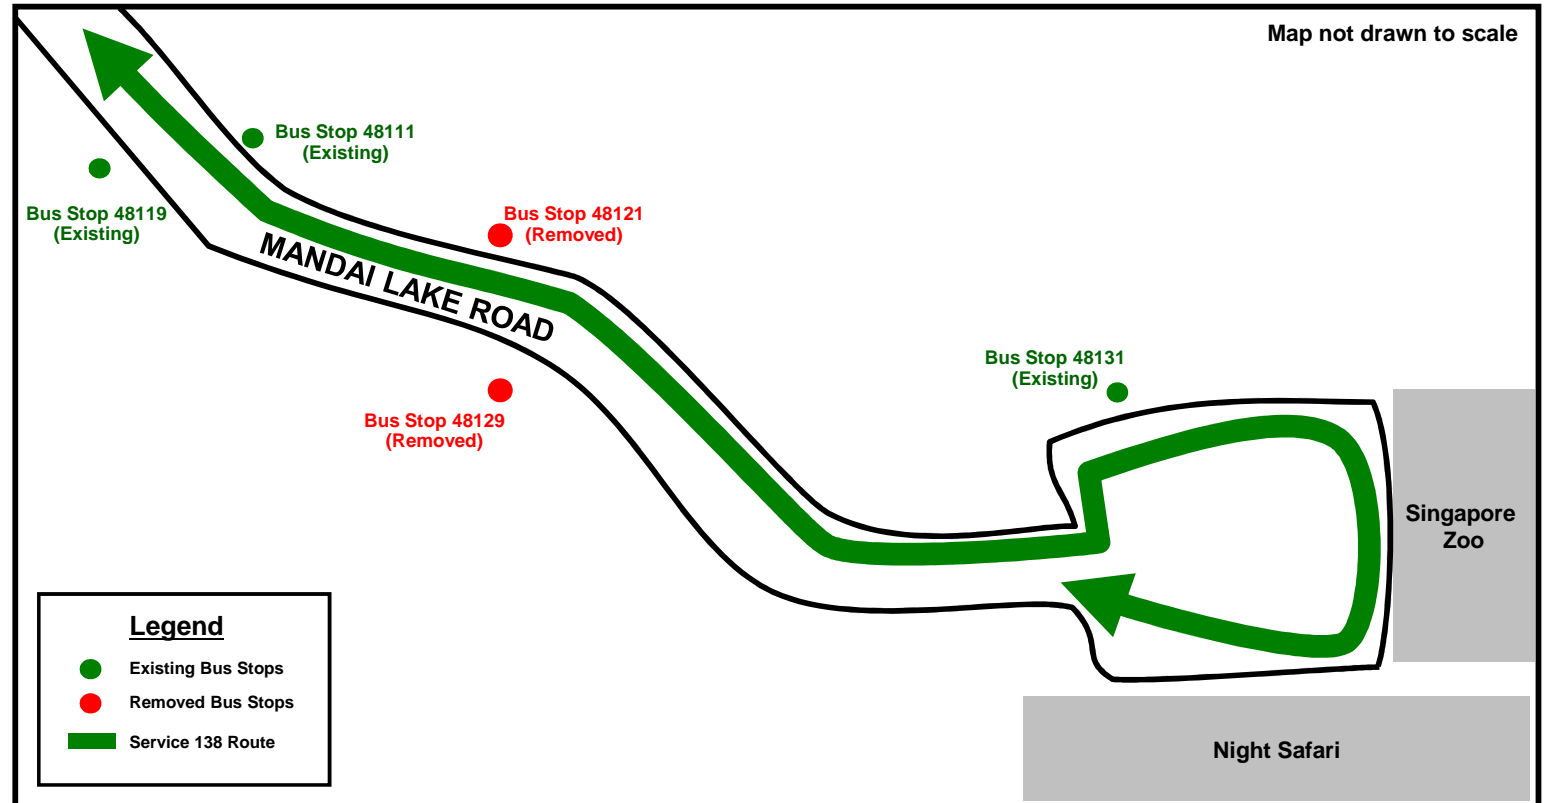 Map not drawn to scale
Bus Stop 48111
(Existing)
Bus Stop 48119
(Existing)
Bus Stop 48121
(Removed)
MANDAI LAKE ROAD
Bus Stop 48131
(Existing)
Bus Stop 48129
(Removed)
Singapore
Zoo
Legend
Existing Bus Stops
Removed Bus Stops
Service 138 Route
Night Safari